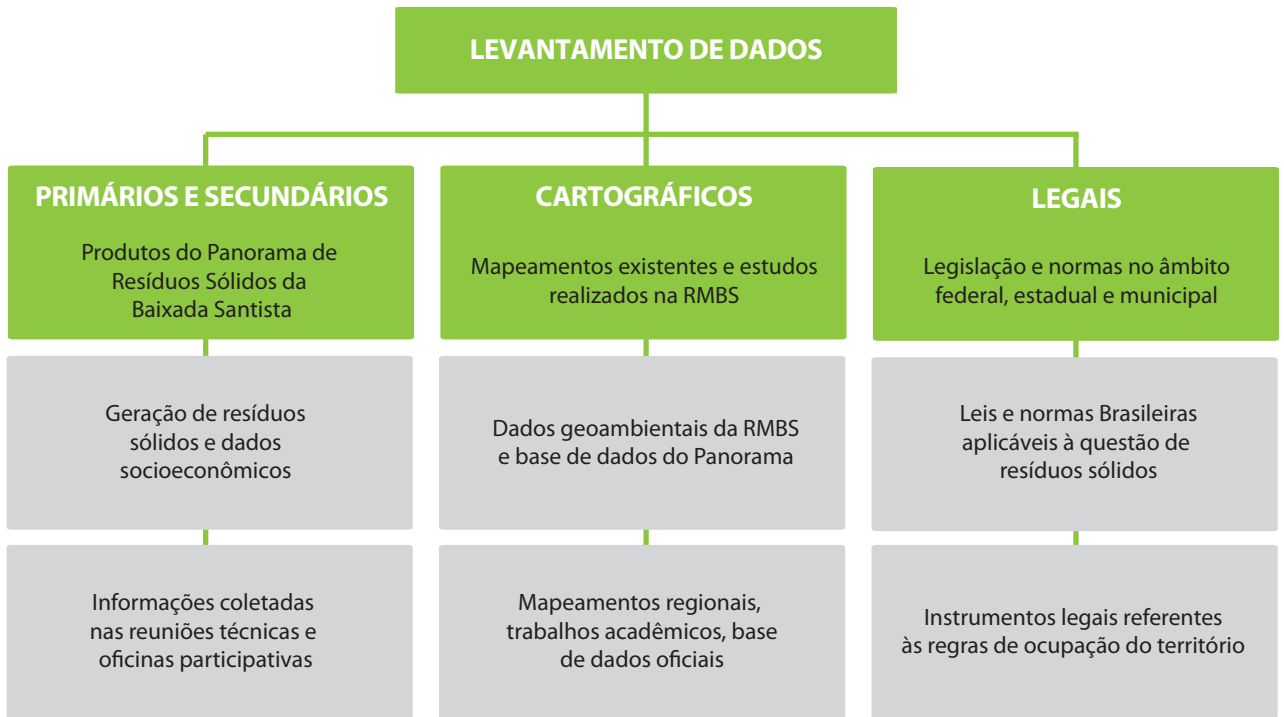 LEVANTAMENTO DE DADOS
PRIMÁRIOS E SECUNDÁRIOS
Produtos do Panorama de
Resíduos Sólidos da
Baixada Santista
CARTOGRÁFICOS
Mapeamentos existentes e estudos
realizados na RMBS
LEGAIS
Legislação e normas no âmbito
federal, estadual e municipal
Geração de resíduos
sólidos e dados
socioeconômicos
Dados geoambientais da RMBS
e base de dados do Panorama
Leis e normas Brasileiras
aplicáveis à questão de
resíduos sólidos
Informações coletadas
nas reuniões técnicas e
oficinas participativas
Mapeamentos regionais,
trabalhos acadêmicos, base
de dados oficiais
Instrumentos legais referentes
às regras de ocupação do território